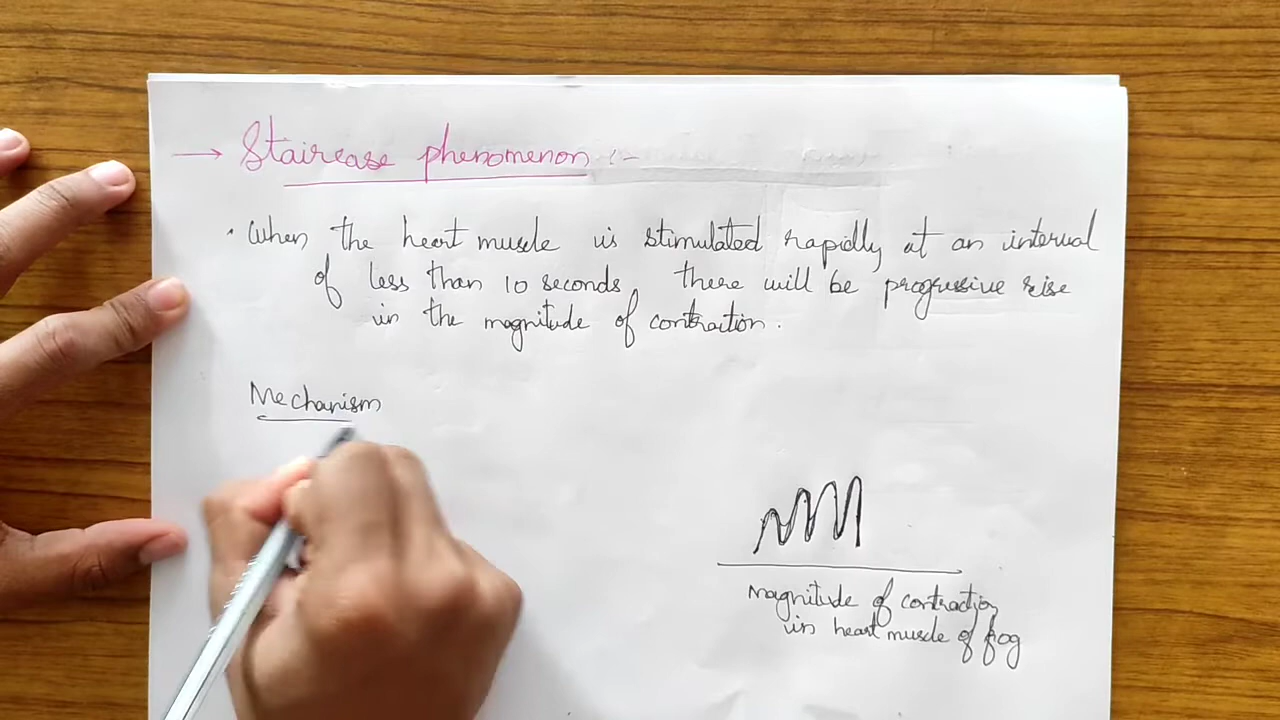 → Staircase phenomenon :-
• When the heart muscle is stimulated rapidly at an interval
of less than 10 seconds, there will be progressive rise
in the magnitude of contraction.
Mechanism
magnitude of contraction
in heart muscle of frog